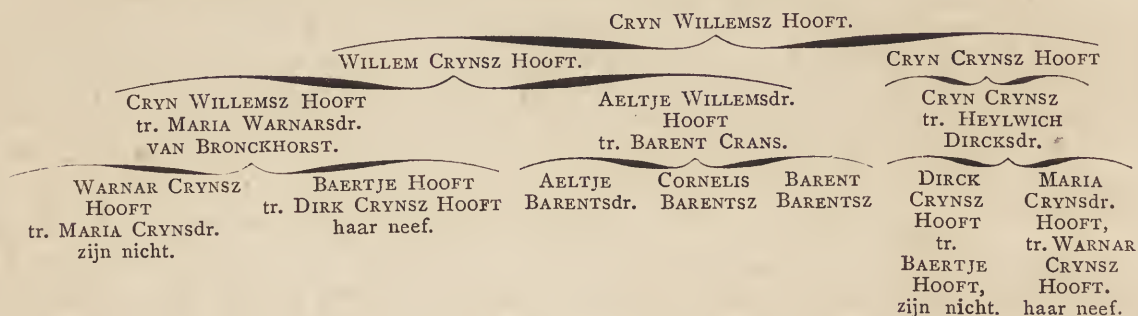 CRYN WILLEMSZ HOOFT.
WILLEM CRYNSZ HOOFT.
CRYN CRYNSZ HOOFT
CRYN WILLEMSZ HOOFT
tr. MARIA WARNARSdr.
VAN BRONCKHORST.
AELTJE WILLEMSdr.
HOOFT
tr. BARENT CRANS.
CRYN CRYNSZ
tr. HEYLWICH
DIRCKSdr.
WARNAR CRYNSZ
HOOFT
tr. MARIA CRYNSdr.
zijn nicht.
BAERTJE HOOFT
tr. DIRK CRYNSZ HOOFT
haar neef.
AELTJE
BARENTSdr.
CORNELIS
BARENTSZ
BARENT
BARENTSZ
DIRCK
CRYNSZ
HOOFT
tr.
BAERTJE
HOOFT,
zijn nicht.
MARIA
CRYNSdr.
HOOFT,
tr. WARNAR
CRYNSZ
HOOFT.
haar neef.